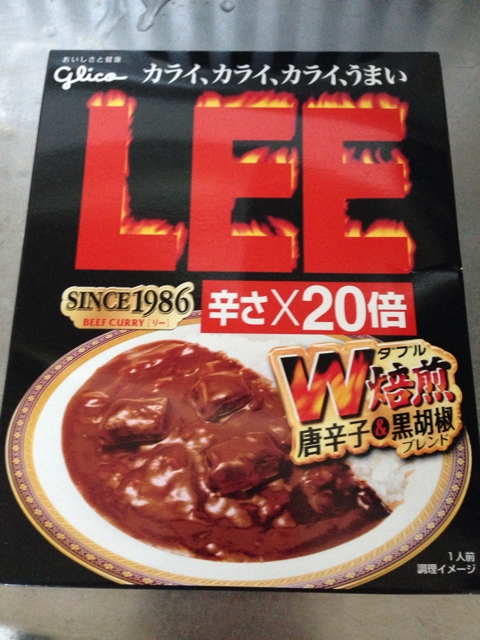 おいしさと健康
glico
カライ、カライ、カライ、うまい
LEE
SINCE1986
BEEF CURRY [リー]
辛さ×20倍
ダブル
W焙煎
唐辛子&黒胡椒
ブレンド
1人前
調理イメージ